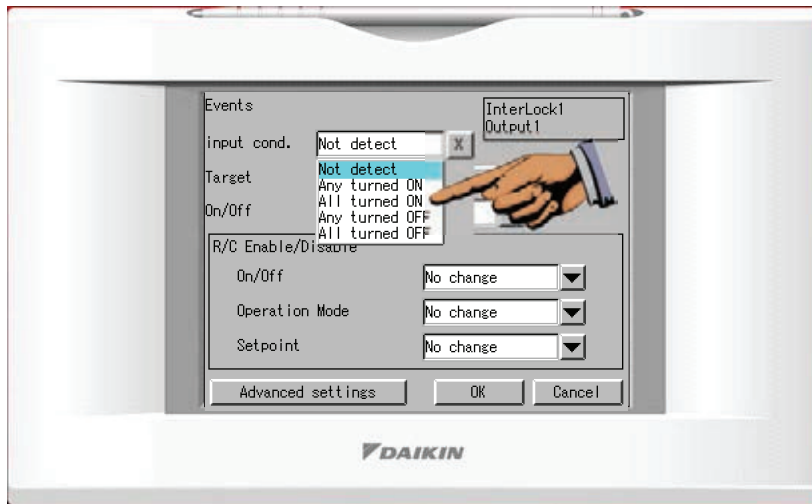 Events
InterLock1
Output1
input cond.
Not detect
X
Not detect
Any turned ON
All turned ON
Any turned OFF
All turned OFF
Target
On/Off
R/C Enable/Disable
On/Off
No change
Operation Mode
No change
Setpoint
No change
Advanced settings
OK
Cancel
DAIKIN